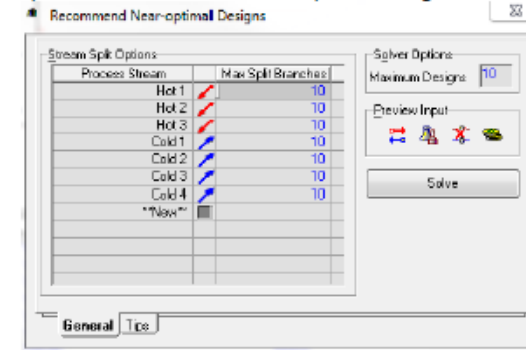 Recommend Near-optimal Designs
Stream Split Options
Process Stream Max Split Branches
Hot 1 10
Hot 2 10
Hot 3 10
Cold 1 10
Cold 2 10
Cold 3 10
Cold 4 10
**New**
Solver Options
Maximum Designs 10
Preview Input
Solve
General Tips